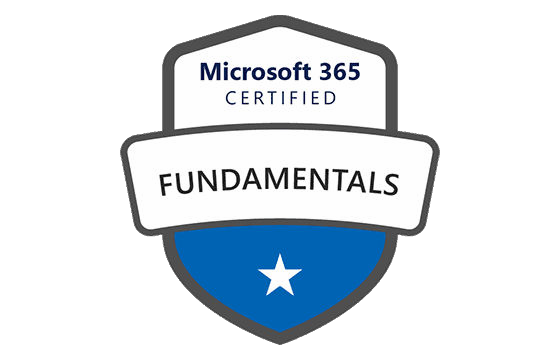 Microsoft 365
CERTIFIED
FUNDAMENTALS